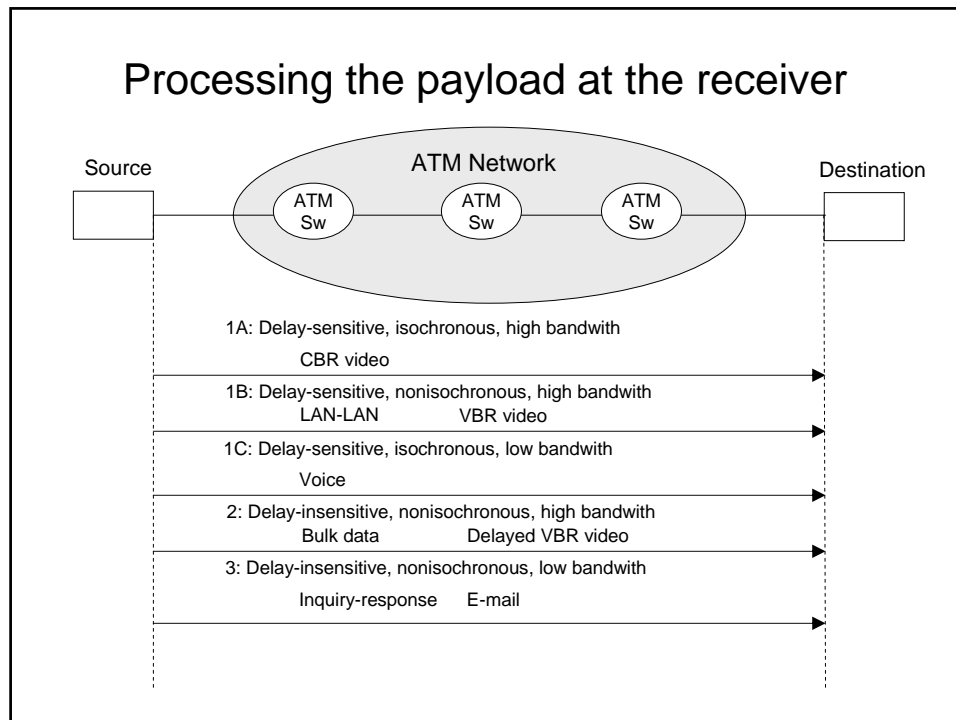 Processing the payload at the receiver
Source
ATM Network
Destination
ATM
Sw
ATM
Sw
ATM
Sw
1A: Delay-sensitive, isochronous, high bandwith
CBR video
1B: Delay-sensitive, nonisochronous, high bandwith
LAN-LAN VBR video
1C: Delay-sensitive, isochronous, low bandwith
Voice
2: Delay-insensitive, nonisochronous, high bandwith
Bulk data Delayed VBR video
3: Delay-insensitive, nonisochronous, low bandwith
Inquiry-response E-mail